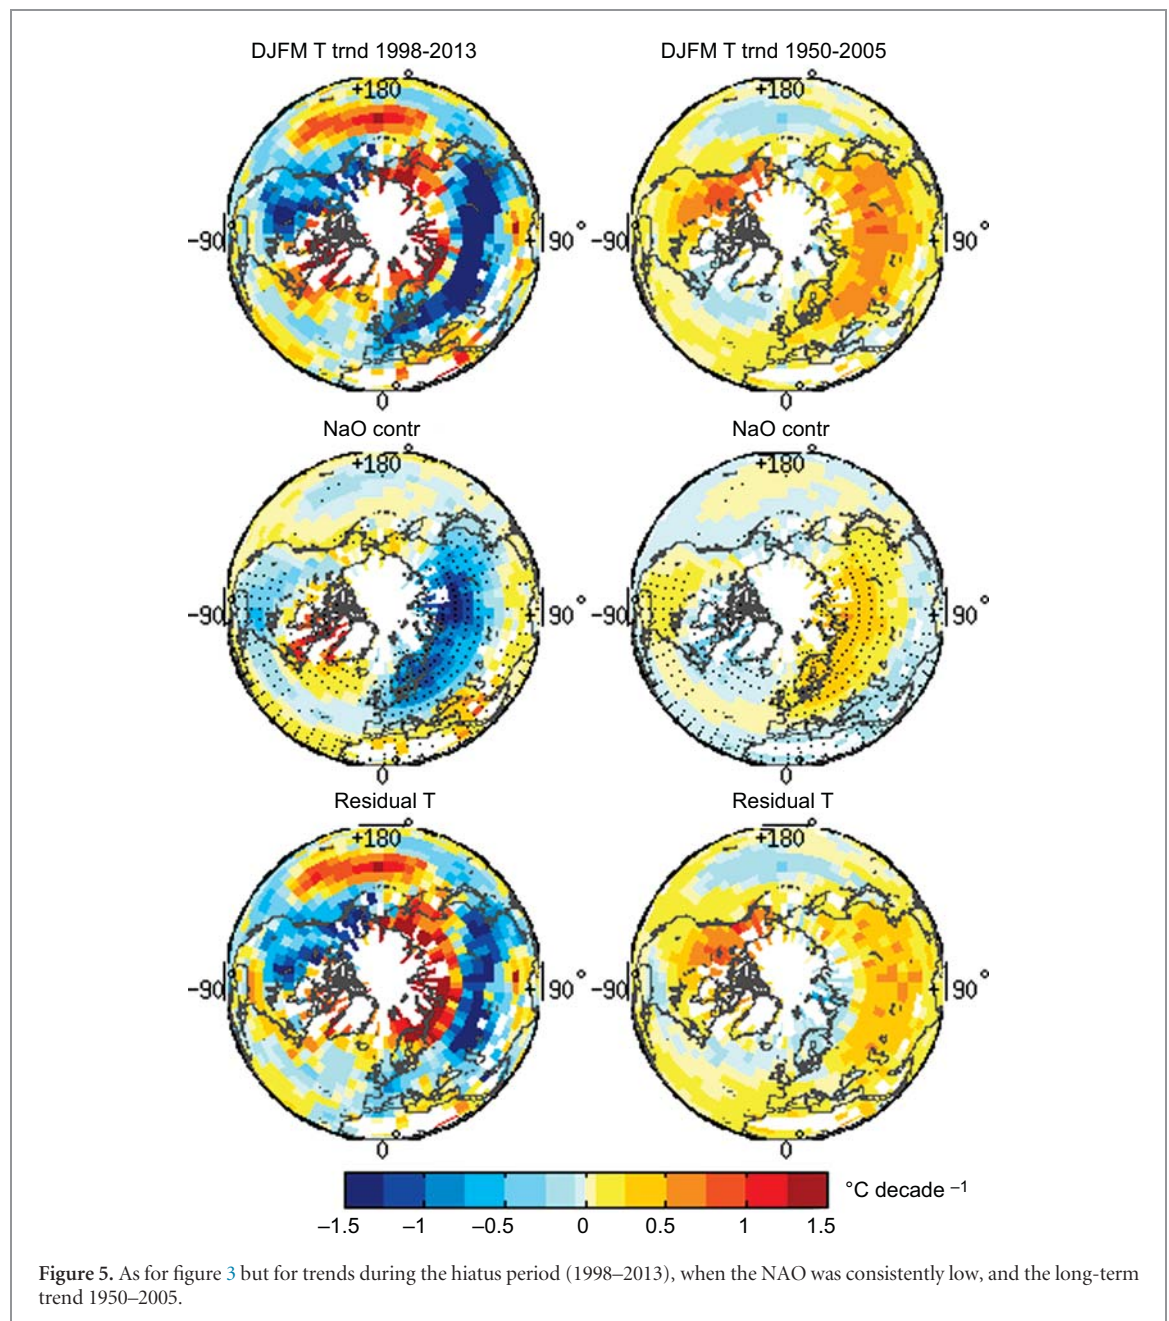 DJFM T trnd 1998-2013 DJFM T trnd 1950-2005
+180 +180
−90 90 ° −90 90 °
0 0
NaO contr NaO contr
+180 +180
−90 90 ° −90 90 °
0 0
Residual T Residual T
+180 +180
−90 90 ° −90 90 °
0 0
°C decade −1
−1.5 −1 −0.5 0 0.5 1 1.5
Figure 5. As for figure 3 but for trends during the hiatus period (1998–2013), when the NAO was consistently low, and the long-term
trend 1950–2005.